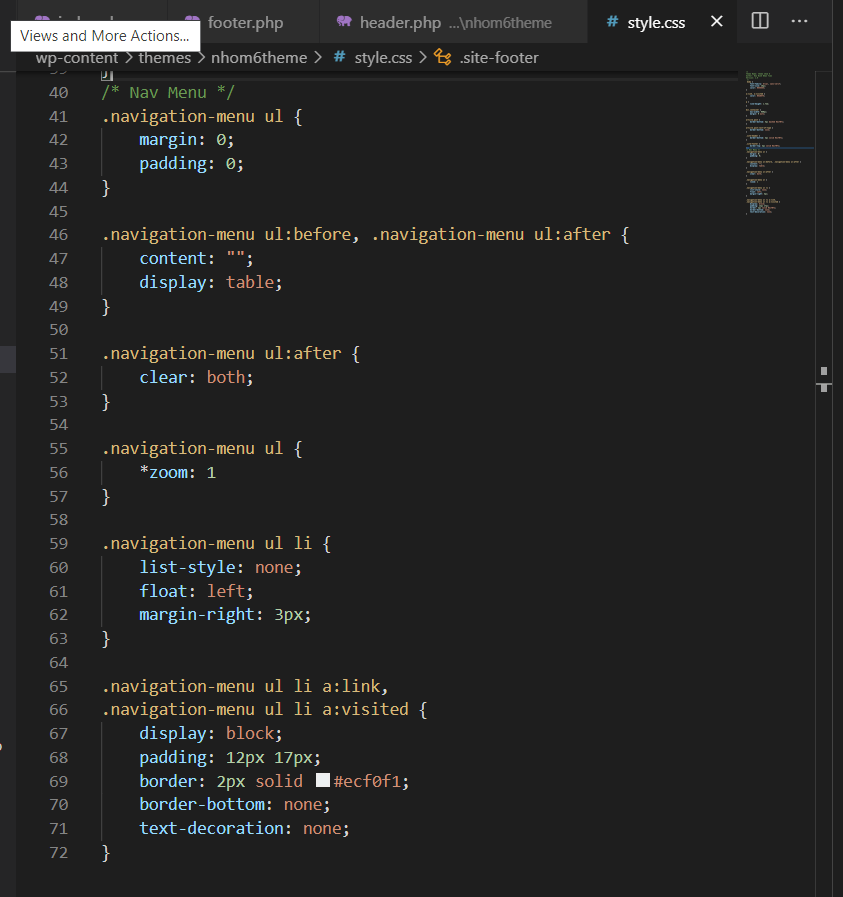 footer.php
header.php ...\nhom6theme
# style.css
Views and More Actions...
wp-content > themes > nhom6theme > # style.css > .site-footer
39 }
40 /* Nav Menu */
41 .navigation-menu ul {
42 margin: 0;
43 padding: 0;
44 }
45
46 .navigation-menu ul:before, .navigation-menu ul:after {
47 content: "";
48 display: table;
49 }
50
51 .navigation-menu ul:after {
52 clear: both;
53 }
54
55 .navigation-menu ul {
56 *zoom: 1
57 }
58
59 .navigation-menu ul li {
60 list-style: none;
61 float: left;
62 margin-right: 3px;
63 }
64
65 .navigation-menu ul li a:link,
66 .navigation-menu ul li a:visited {
67 display: block;
68 padding: 12px 17px;
69 border: 2px solid #ecf0f1;
70 border-bottom: none;
71 text-decoration: none;
72 }